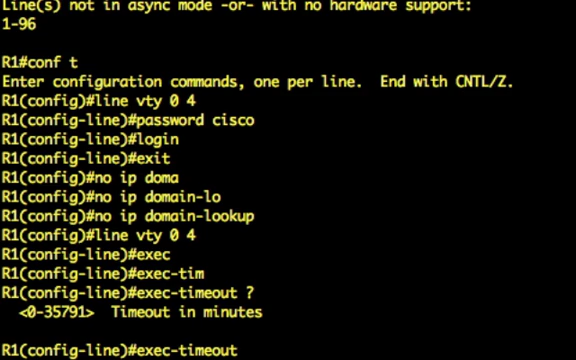 Line(s) not in async mode -or- with no hardware support:
1-96
R1#conf t
Enter configuration commands, one per line.  End with CNTL/Z.
R1(config)#line vty 0 4
R1(config-line)#password cisco
R1(config-line)#login
R1(config-line)#exit
R1(config)#no ip doma
R1(config)#no ip domain-lo
R1(config)#no ip domain-lookup
R1(config)#line vty 0 4
R1(config-line)#exec
R1(config-line)#exec-tim
R1(config-line)#exec-timeout ?
  <0-35791>  Timeout in minutes
R1(config-line)#exec-timeout